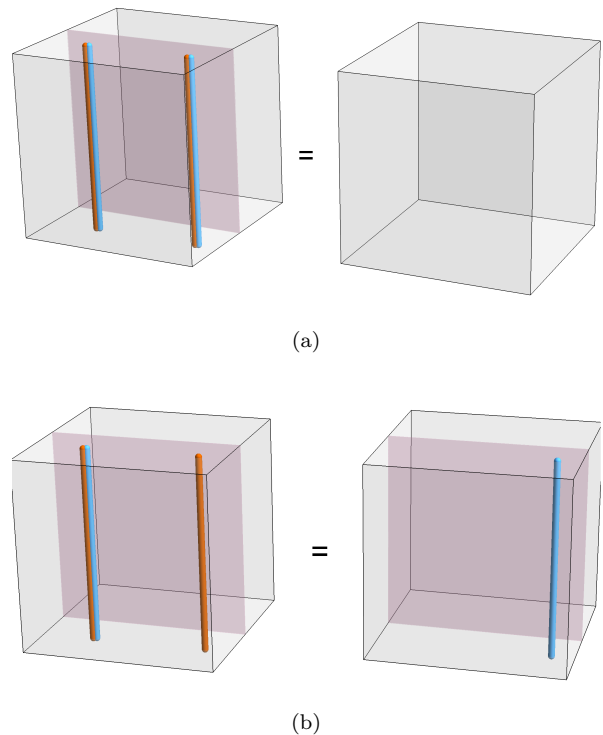 =
(a)
=
(b)